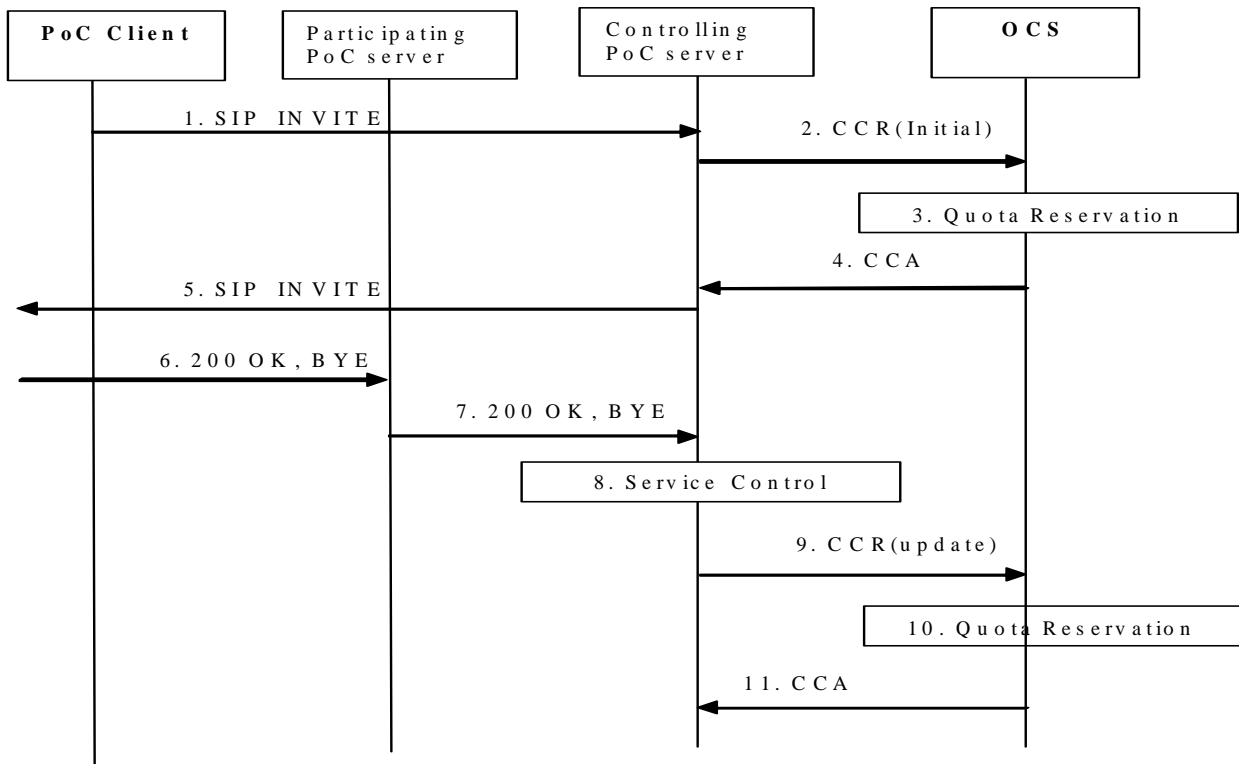 PoC Client
Participating
PoC server
Controlling
PoC server
OCS
1. SIP INVITE
2. CCR(Initial)
3. Quota Reservation
4. CCA
5. SIP INVITE
6. 200 OK, BYE
7. 200 OK, BYE
8. Service Control
9. CCR(update)
10. Quota Reservation
11. CCA